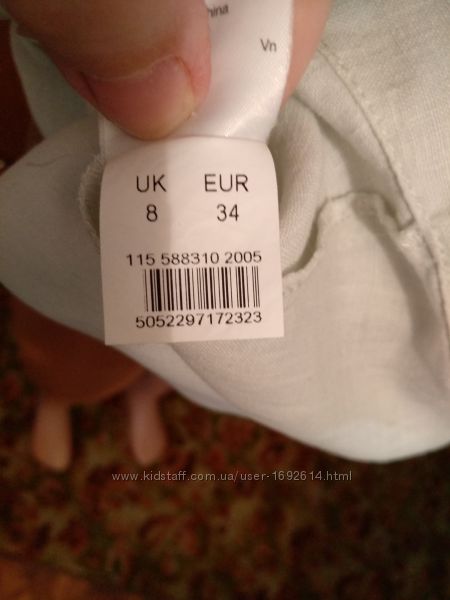 Vn
UK EUR
8 34
115 588310 2005
5052297172323
www.kidstaff.com.ua/user-1692614.html